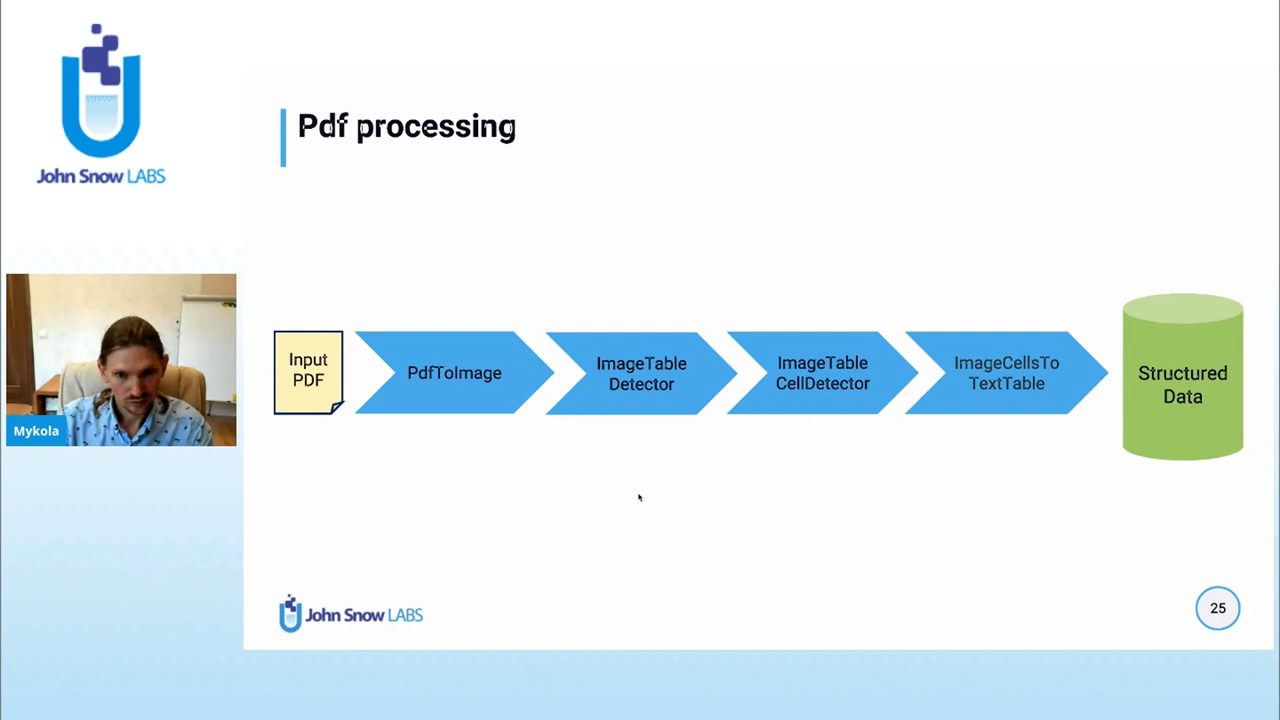 John Snow LABS
Pdf processing
Mykola
Input
PDF
PdfToImage
ImageTable
Detector
ImageTable
CellDetector
ImageCellsTo
TextTable
Structured
Data
John Snow LABS
25